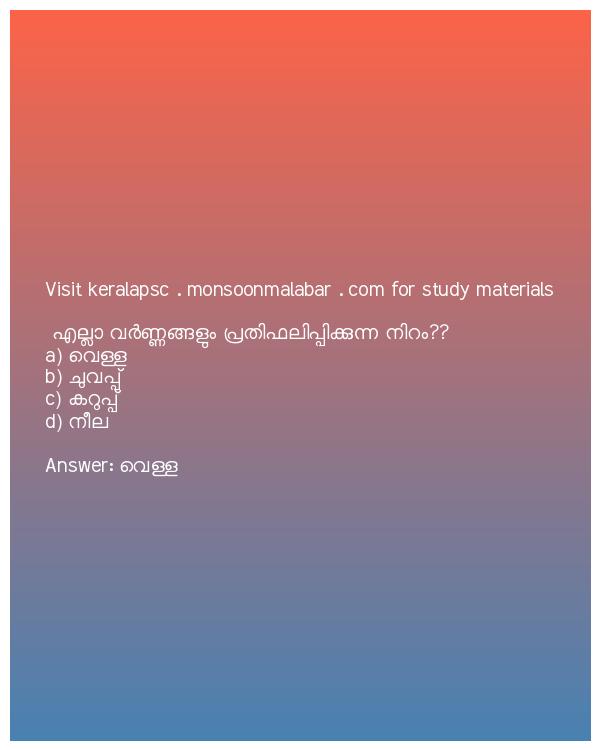 Visit keralapsc . monsoonmalabar . com for study materials
എല്ലാ വർണ്ണങ്ങളും പ്രതിഫലിപ്പിക്കുന്ന നിറം??
a) വെള്ള
b) ചുവപ്പ്
c) കറുപ്പ്
d) നീല
Answer: വെള്ള